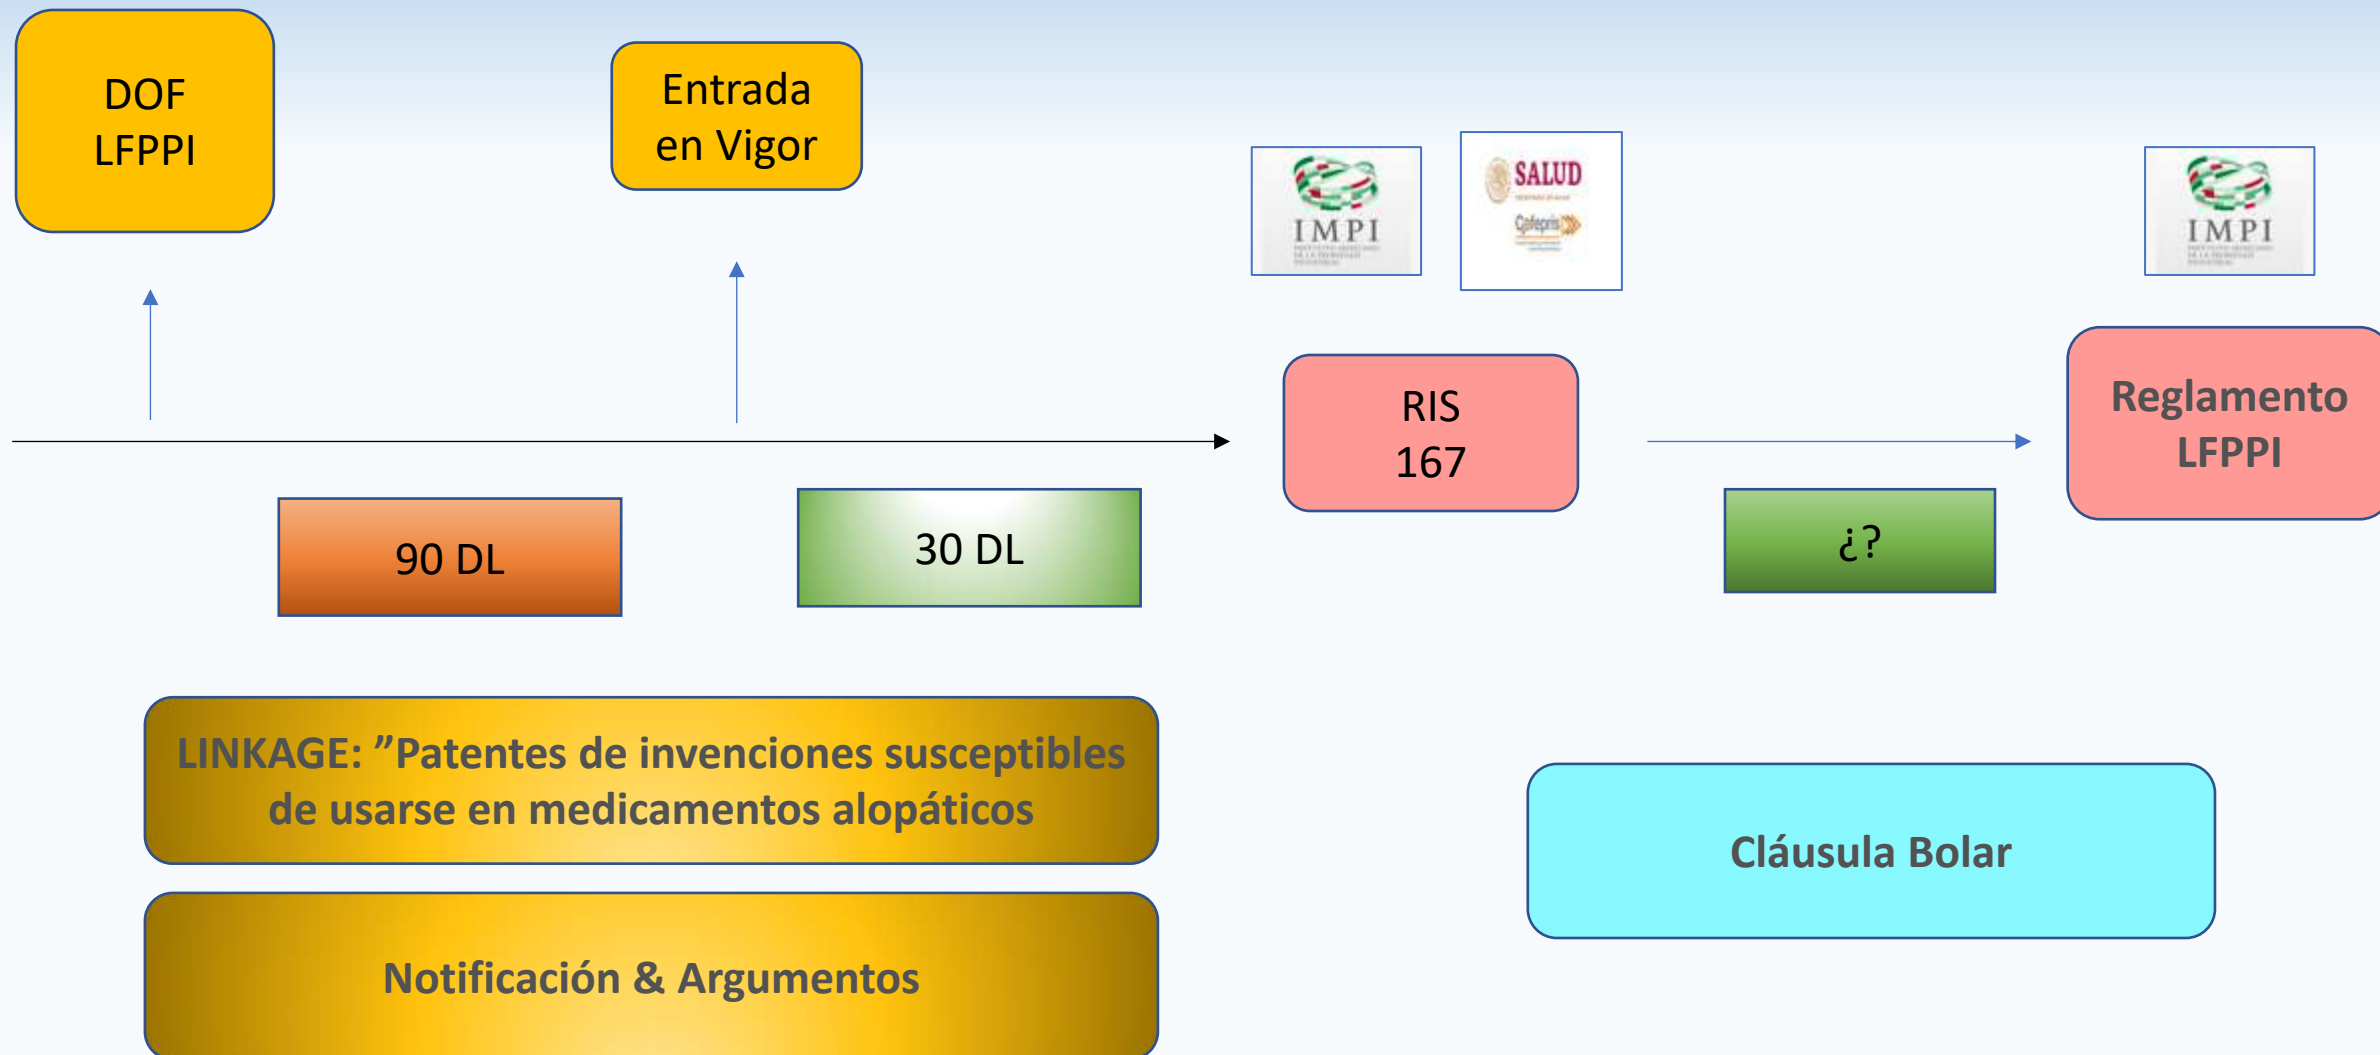 DOF
LFPPI
Entrada
en Vigor
IMPI
SALUD
Cofepris
IMPI
RIS
167
Reglamento
LFPPI
90 DL
30 DL
¿?
LINKAGE: ”Patentes de invenciones susceptibles
de usarse en medicamentos alopáticos
Cláusula Bolar
Notificación & Argumentos